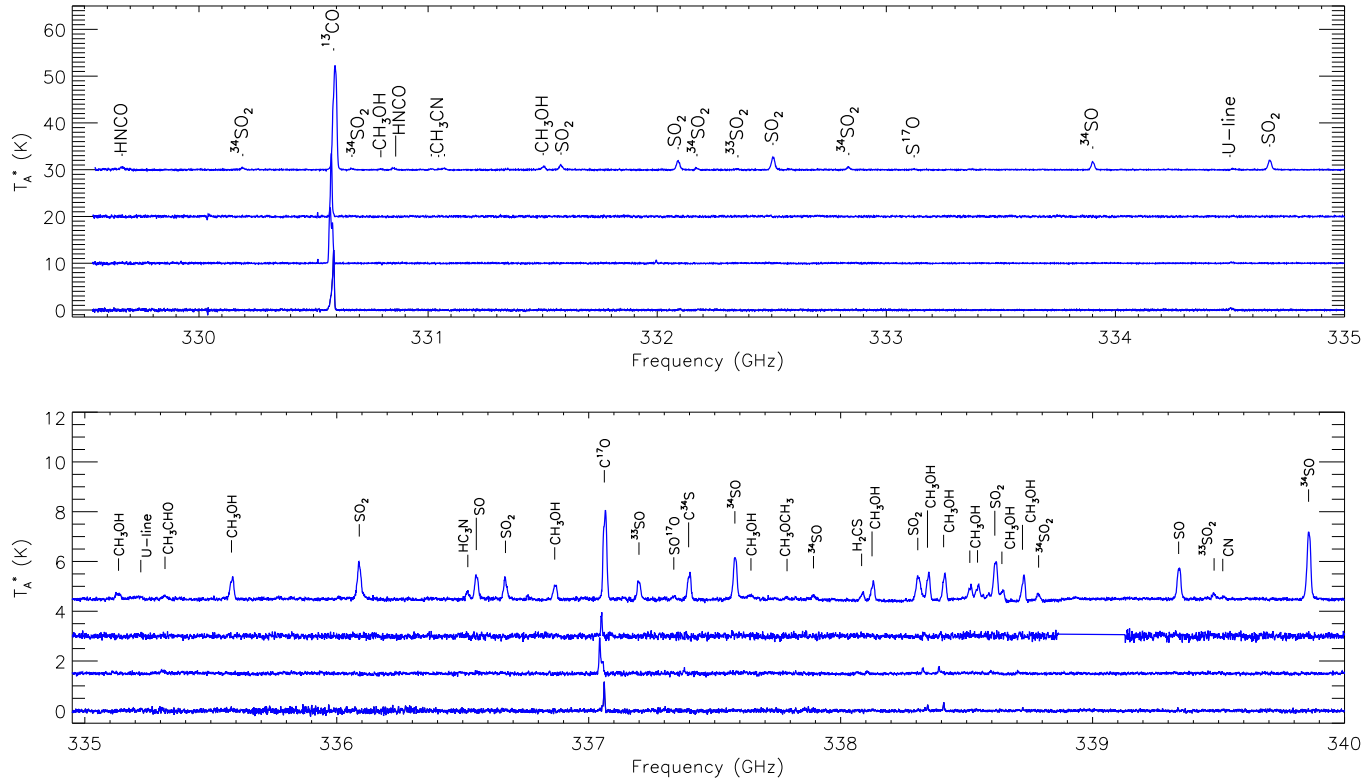 60
50
40
30
20
10
0
T_A* (K)
HNCO
³⁴SO₂
¹³CO
³⁴SO₂
CH₃OH
HNCO
CH₃CN
CH₃OH
SO₂
SO₂
³⁴SO₂
³³SO₂
SO₂
³⁴SO₂
S¹⁷O
³⁴SO
U-line
SO₂
330
331
332
333
334
335
Frequency (GHz)
12
10
8
6
4
2
0
T_A* (K)
CH₃OH
U-line
CH₃CHO
CH₃OH
SO₂
HC₃N
SO
SO₂
CH₃OH
C¹⁷O
³³SO
SO¹⁷O
C³⁴S
³⁴SO
CH₃OH
CH₃OCH₃
³⁴SO
H₂CS
CH₃OH
SO₂
CH₃OH
CH₃OH
CH₃OH
SO₂
CH₃OH
CH₃OH
³⁴SO₂
SO
³³SO₂
CN
³⁴SO
335
336
337
338
339
340
Frequency (GHz)